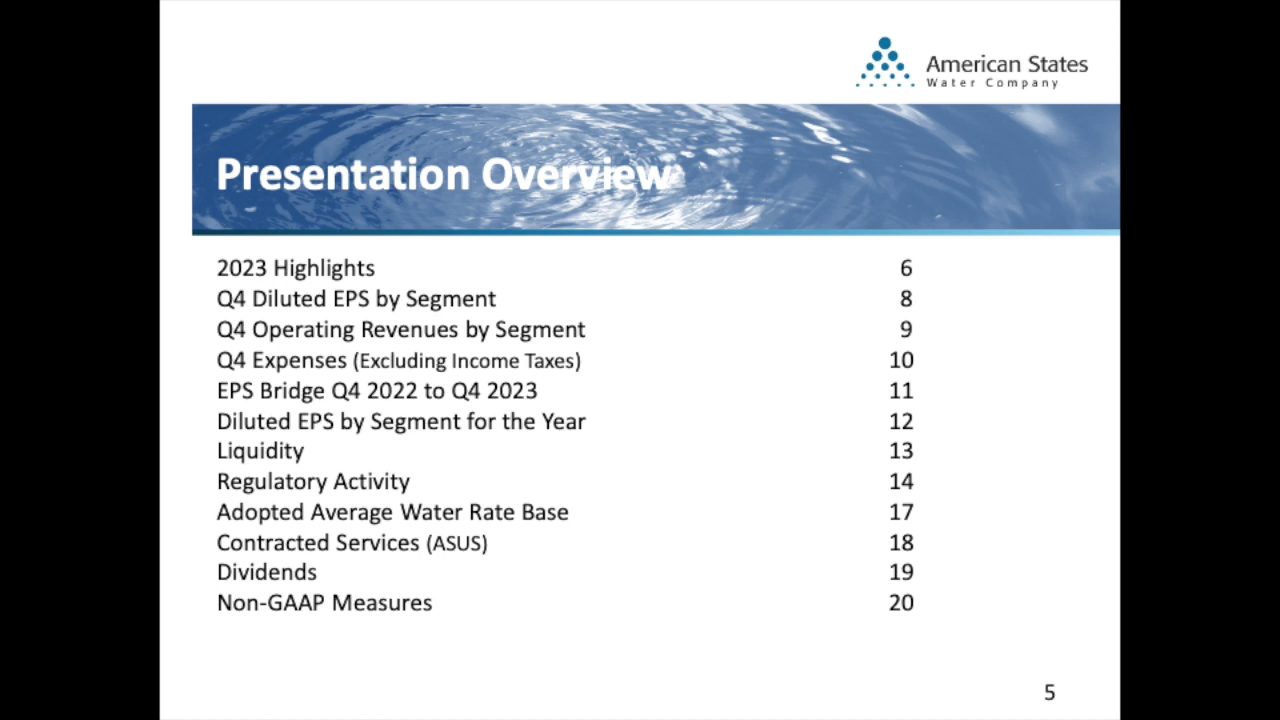 American States
Water Company
Presentation Overview
2023 Highlights 6
Q4 Diluted EPS by Segment 8
Q4 Operating Revenues by Segment 9
Q4 Expenses (Excluding Income Taxes) 10
EPS Bridge Q4 2022 to Q4 2023 11
Diluted EPS by Segment for the Year 12
Liquidity 13
Regulatory Activity 14
Adopted Average Water Rate Base 17
Contracted Services (ASUS) 18
Dividends 19
Non-GAAP Measures 20
5